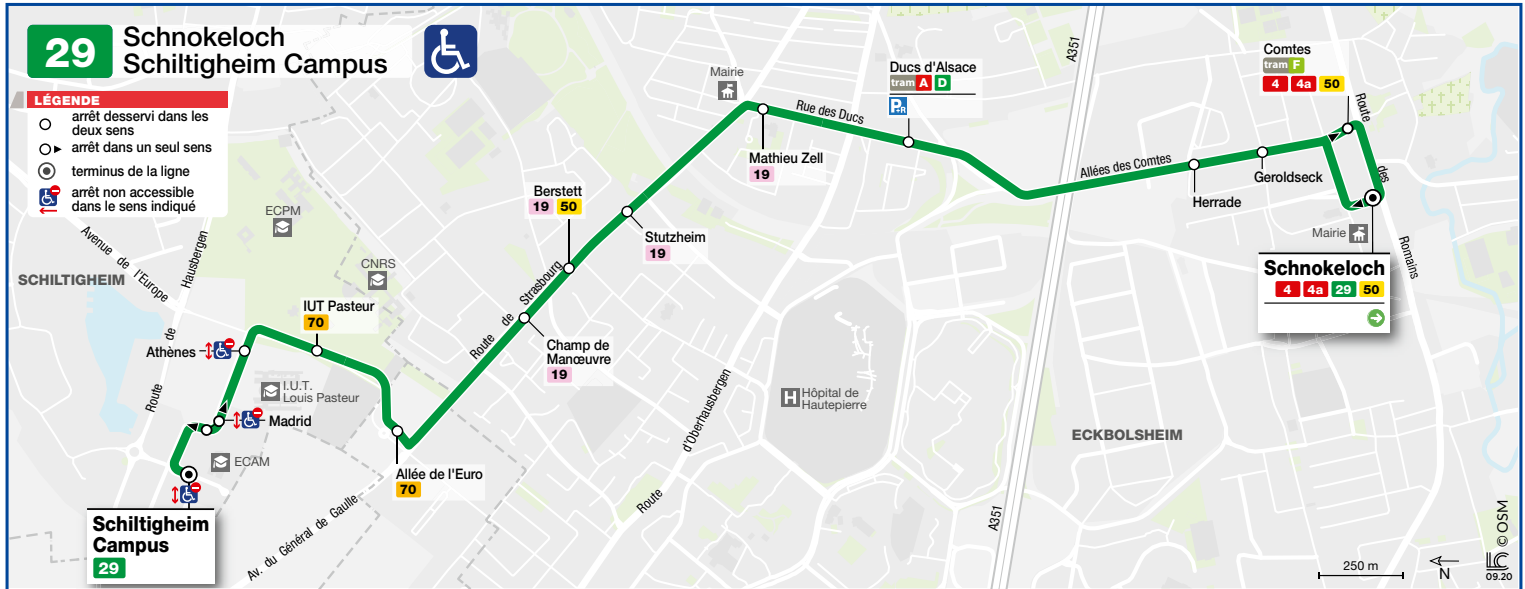 29
Schnokeloch
Schiltigheim Campus
LÉGENDE
arrêt desservi dans les
deux sens
arrêt dans un seul sens
terminus de la ligne
arrêt non accessible
dans le sens indiqué
Mairie
Ducs d'Alsace
tram A D
P+R
A351
Comtes
tram F
4 4a 50
Route
des
Romains
Rue des Ducs
Mathieu Zell
19
Allées des Comtes
Geroldseck
Herrade
Mairie
Schnokeloch
4 4a 29 50
Berstett
19 50
Stutzheim
19
ECPM
CNRS
Avenue de l'Europe
Route de Hausbergen
SCHILTIGHEIM
IUT Pasteur
70
Route de Strasbourg
Champ de
Manœuvre
19
Athènes
I.U.T.
Louis Pasteur
Madrid
ECAM
Allée de l'Euro
70
H
Hôpital de
Hautepierre
Route d'Oberhausbergen
ECKBOLSHEIM
A351
Av. du Général de Gaulle
Schiltigheim
Campus
29
250 m
N
LC
09.20
© OSM